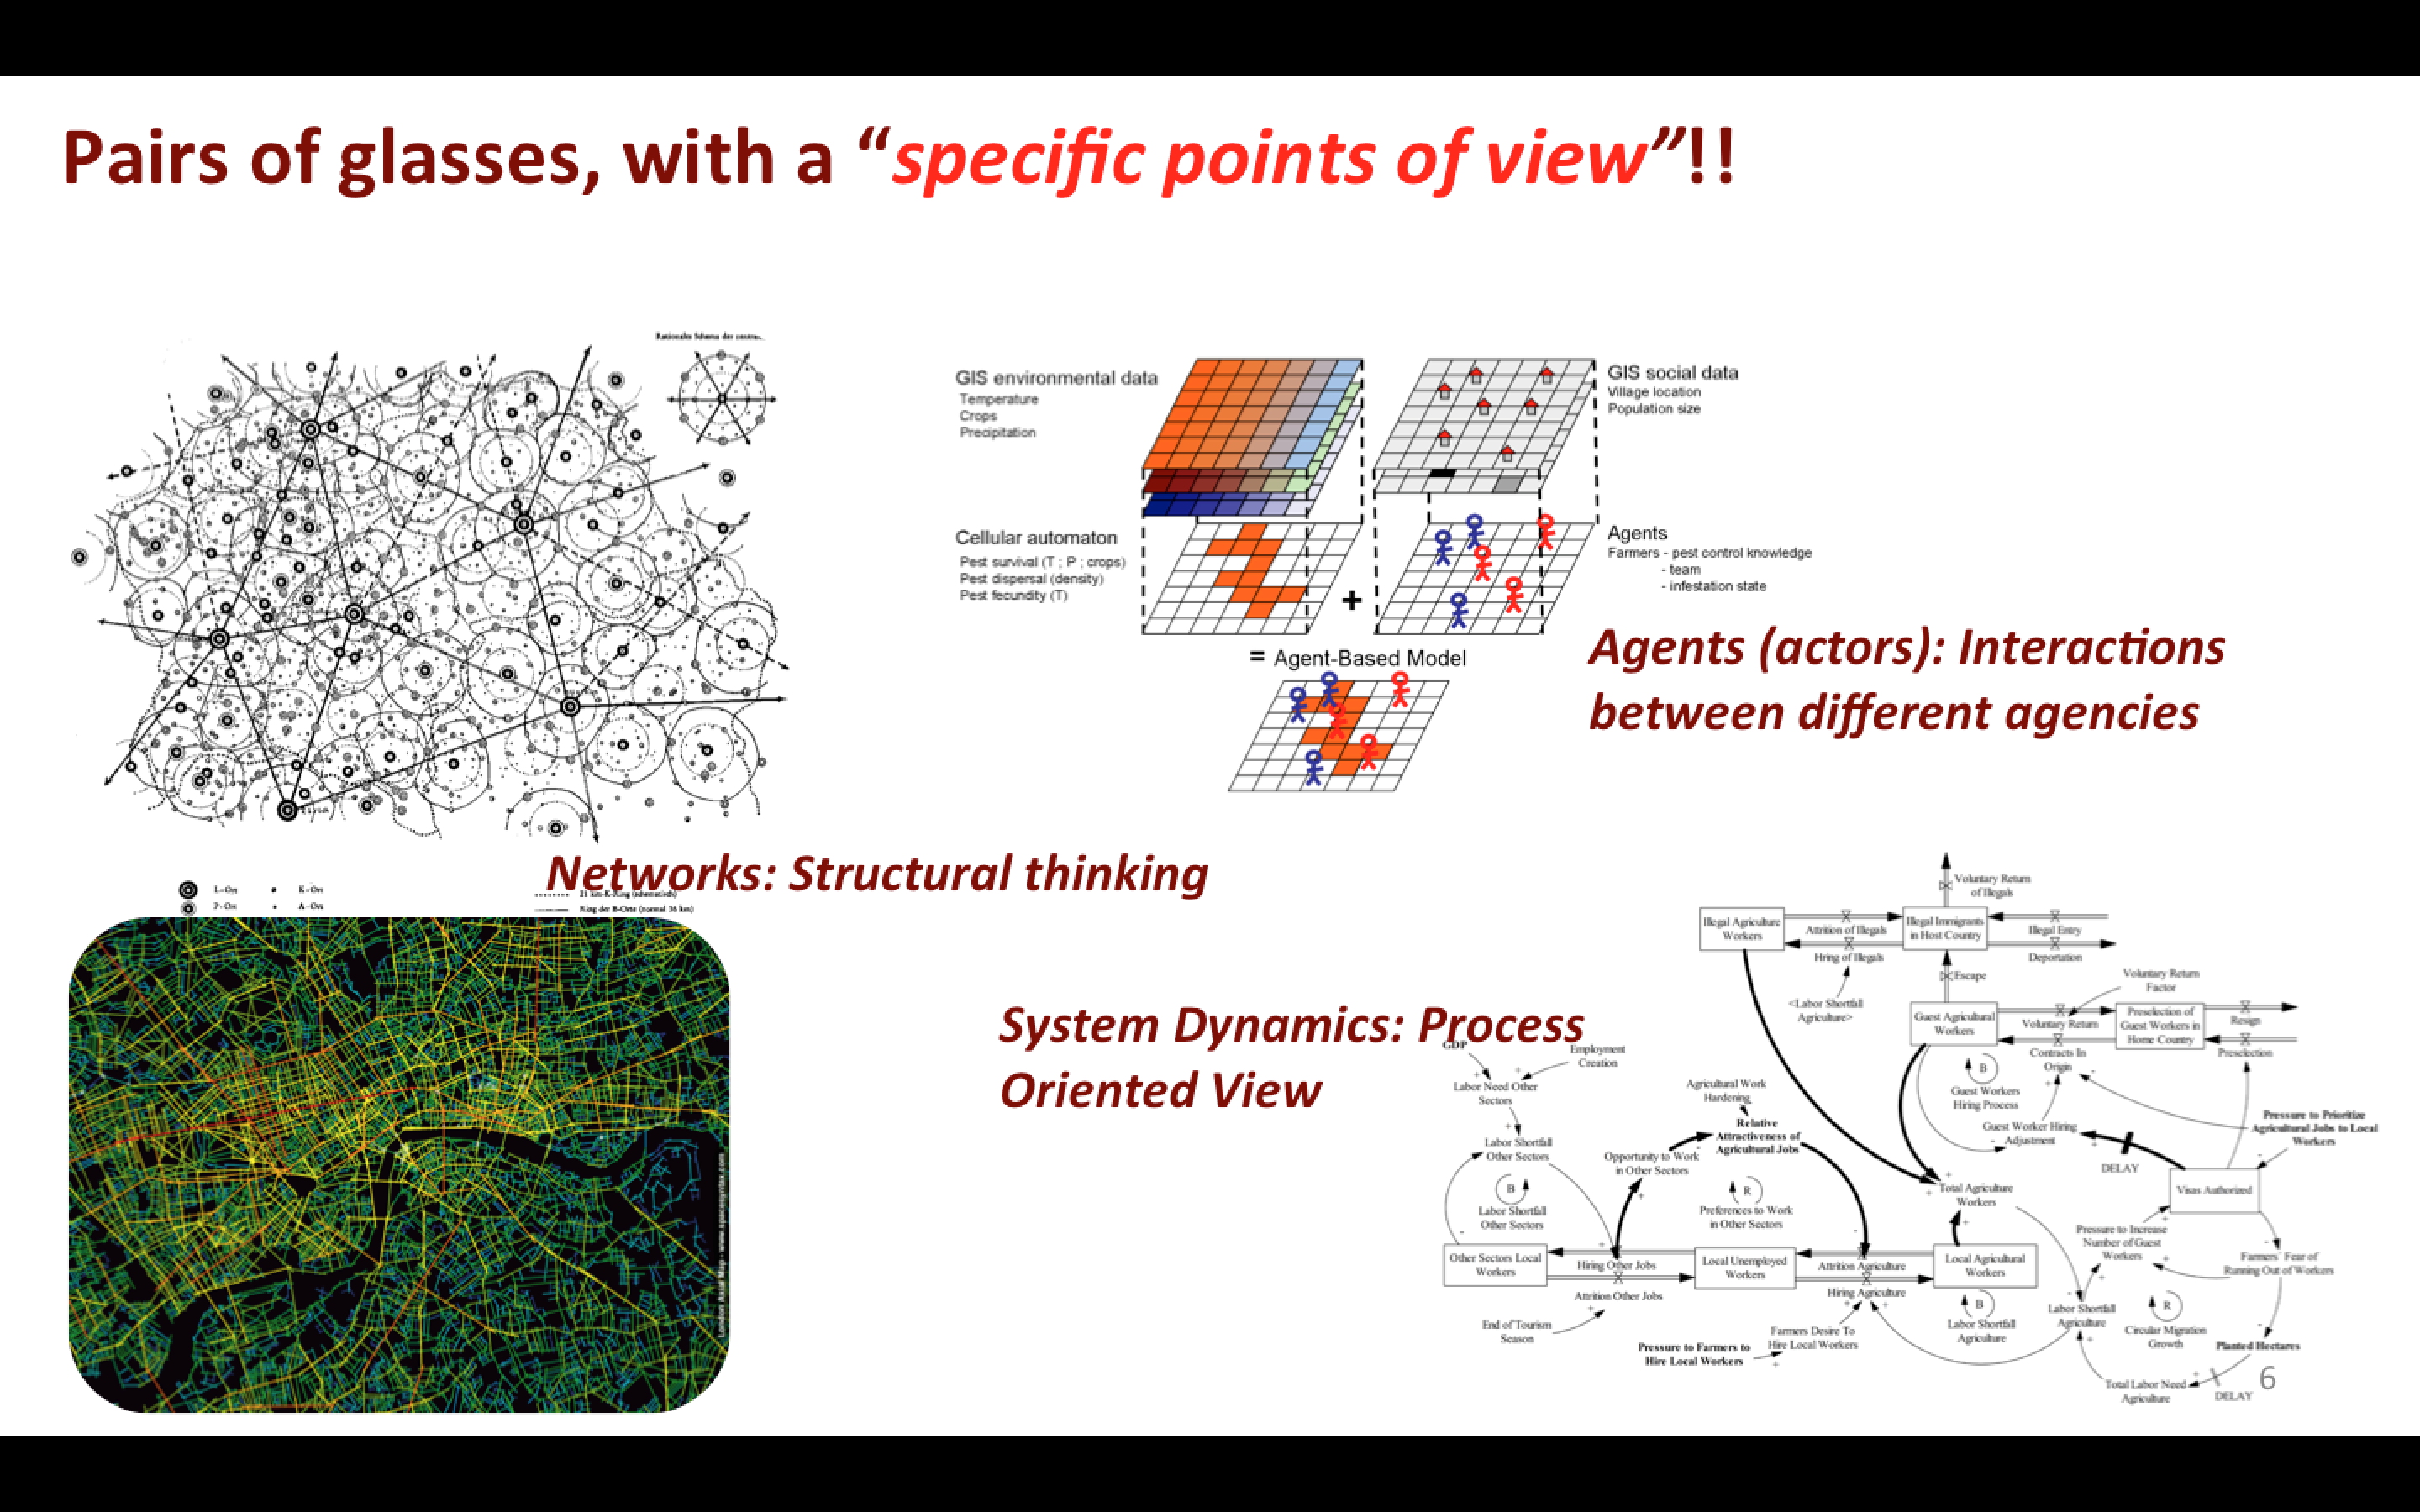 Pairs of glasses, with a “specific points of view”!!
Rationales Schema der
GIS environmental data
Temperature
Crops
Precipitation
GIS social data
Village location
Population size
Cellular automaton
Pest survival (T ; P ; crops)
Pest dispersal (density)
Pest fecundity (T)
+
Agents
Farmers - pest control knowledge
- team
- infestation state
= Agent-Based Model
Agents (actors): Interactions
between different agencies
Networks: Structural thinking
L-Ort
K-Ort
P-Ort
A-Ort
Ring der B-Orte (normal 36 km)
London Axial Map - www.spacesyntax.com
System Dynamics: Process
Oriented View
Voluntary Return
of Illegals
Illegal Agriculture
Workers
Attrition of Illegals
Hring of Illegals
Illegal Immigrants
in Host Country
Illegal Entry
Deportation
Escape
<Labor Shortfall
Agriculture>
Voluntary Return
Factor
Guest Agricultural
Workers
Voluntary Return
Preselection of
Guest Workers in
Home Country
Resign
Preselection
Contracts In
Origin
B
Guest Workers
Hiring Process
Guest Worker Hiring
Adjustment
Pressure to Prioritize
Agricultural Jobs to Local
Workers
DELAY
Visas Authorized
GDP
Employment
Creation
Labor Need Other
Sectors
Labor Shortfall
Other Sectors
B
Labor Shortfall
Other Sectors
Agricultural Work
Hardening
Relative
Attractiveness of
Agricultural Jobs
Opportunity to Work
in Other Sectors
R
Preferences to Work
in Other Sectors
Total Agriculture
Workers
Other Sectors Local
Workers
Hiring Other Jobs
Attrition Other Jobs
Local Unemployed
Workers
Attrition Agriculture
Hiring Agriculture
Local Agricultural
Workers
End of Tourism
Season
Pressure to Farmers to
Hire Local Workers
Farmers Desire To
Hire Local Workers
B
Labor Shortfall
Agriculture
Pressure to Increase
Number of Guest
Workers
Farmers' Fear of
Running Out of Workers
Labor Shortfall
Agriculture
R
Circular Migration
Growth
Planted Hectares
Total Labor Need
Agriculture
DELAY
6